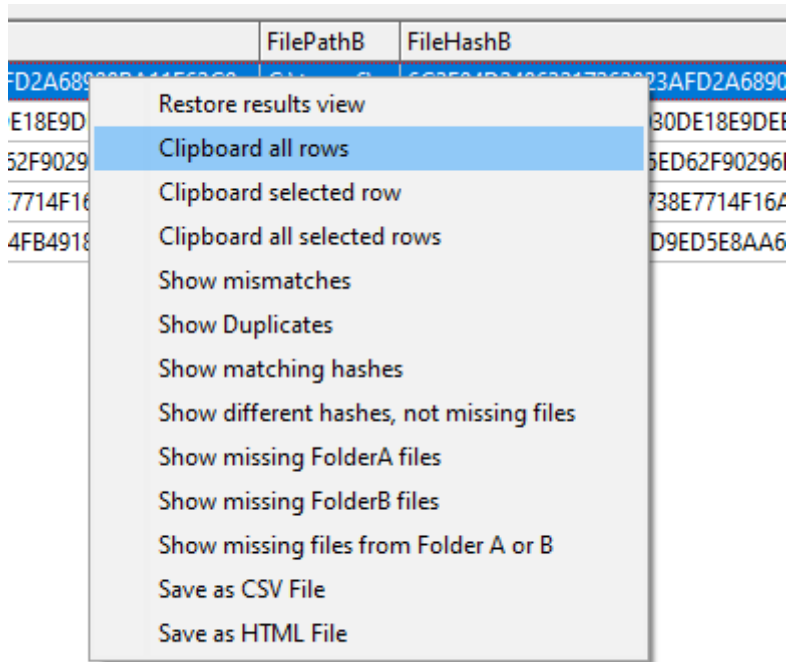 FilePathB FileHashB
Restore results view
E18E9D
Clipboard all rows
Clipboard selected row
Clipboard all selected rows
4FB4918
Show mismatches
Show Duplicates
Show matching hashes
Show different hashes, not missing files
Show missing FolderA files
Show missing FolderB files
Show missing files from Folder A or B
Save as CSV File
Save as HTML File